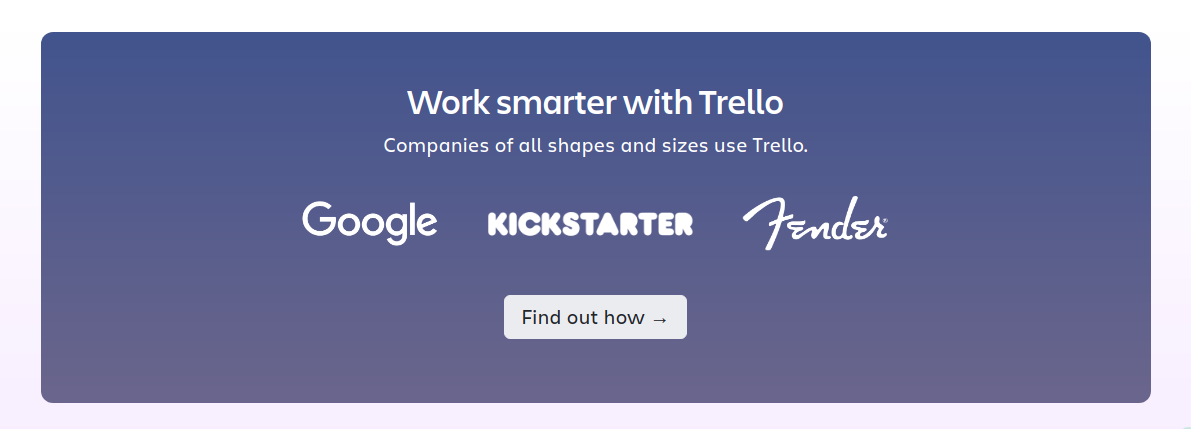 Work smarter with Trello
Companies of all shapes and sizes use Trello.
Google KICKSTARTER Fender®
Find out how →